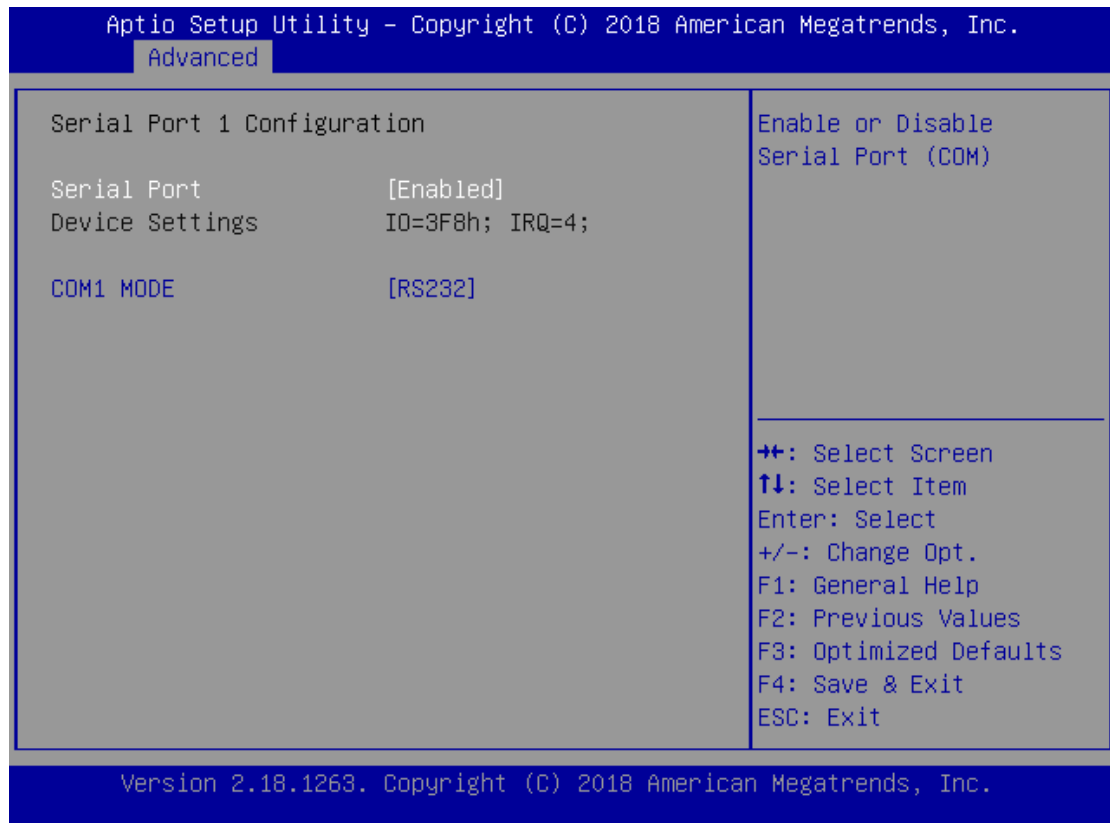 Aptio Setup Utility – Copyright (C) 2018 American Megatrends, Inc.
Advanced
Serial Port 1 Configuration
Serial Port [Enabled]
Device Settings IO=3F8h; IRQ=4;
COM1 MODE [RS232]
Enable or Disable
Serial Port (COM)
→←: Select Screen
↑↓: Select Item
Enter: Select
+/-: Change Opt.
F1: General Help
F2: Previous Values
F3: Optimized Defaults
F4: Save & Exit
ESC: Exit
Version 2.18.1263. Copyright (C) 2018 American Megatrends, Inc.